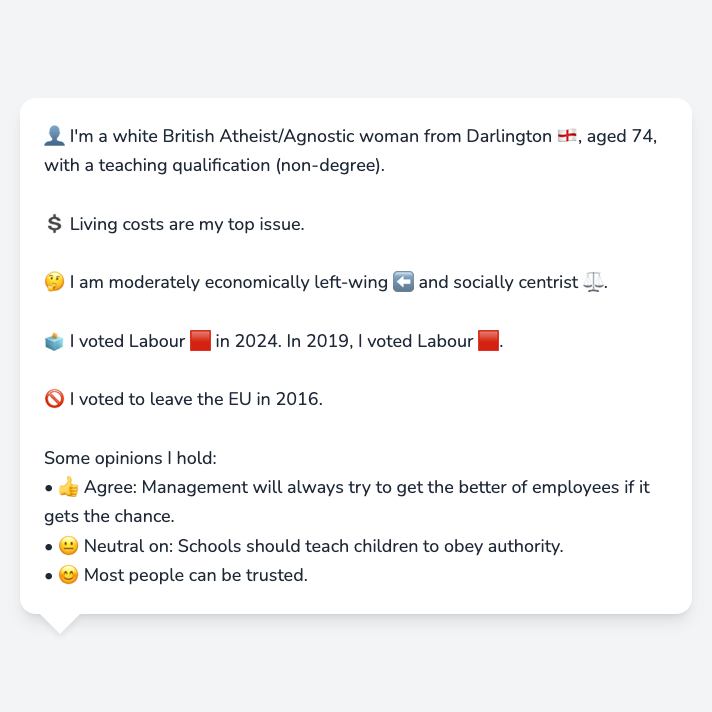 👤 I'm a white British Atheist/Agnostic woman from Darlington 🏴󠁧󠁢󠁥󠁮󠁧󠁿, aged 74,
with a teaching qualification (non-degree).
💲 Living costs are my top issue.
🤔 I am moderately economically left-wing ⬅️ and socially centrist ⚖️.
🗳️ I voted Labour 🟥 in 2024. In 2019, I voted Labour 🟥.
🚫 I voted to leave the EU in 2016.
Some opinions I hold:
• 👍 Agree: Management will always try to get the better of employees if it
gets the chance.
• 😐 Neutral on: Schools should teach children to obey authority.
• 😊 Most people can be trusted.